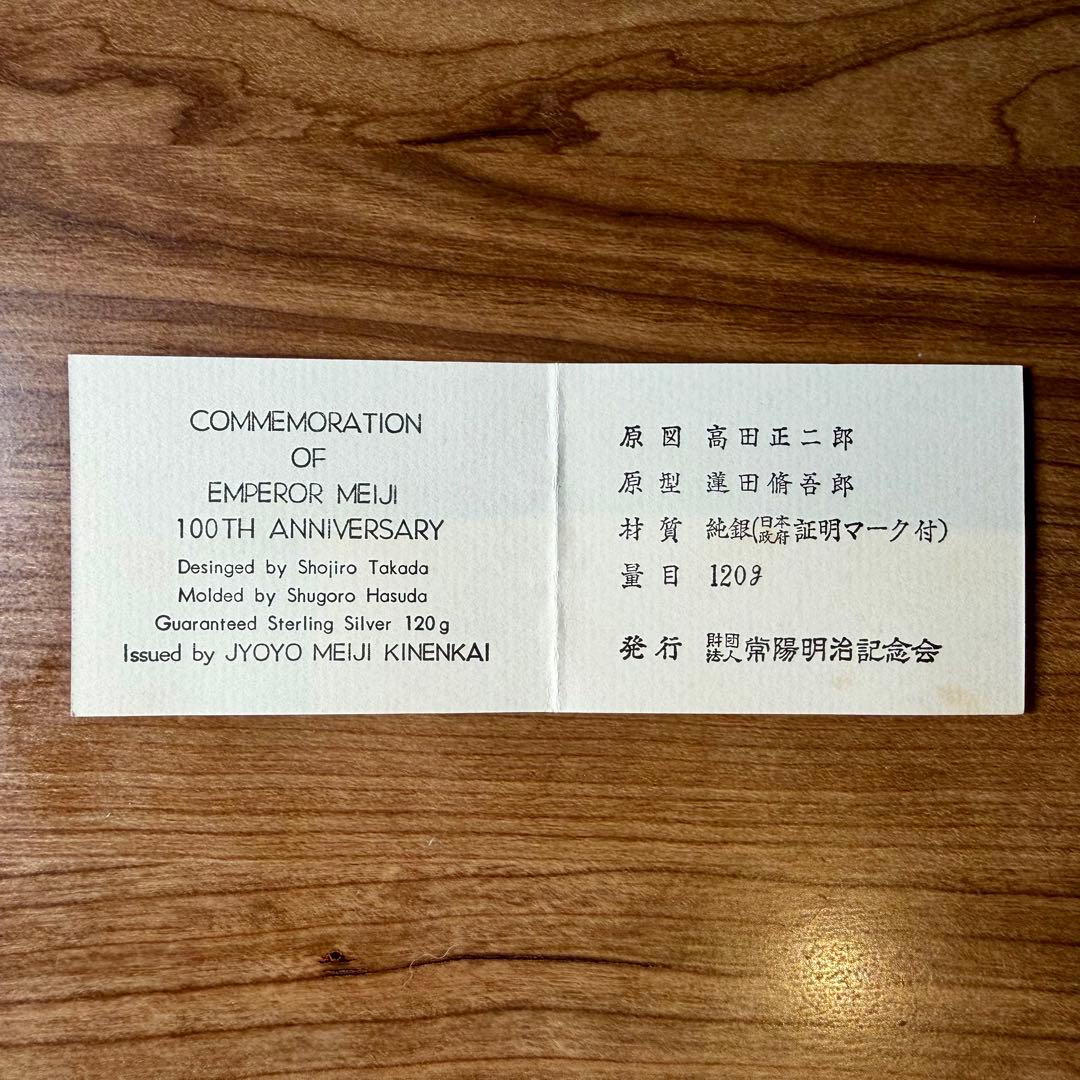 COMMEMORATION
OF
EMPEROR MEIJI
100TH ANNIVERSARY
Desinged by Shojiro Takada
Molded by Shugoro Hasuda
Guaranteed Sterling Silver 120g
Issued by JYOYO MEIJI KINENKAI
原図 高田正二郎
原型 蓮田脩吾郎
材質 純銀(日本政府証明マーク付)
量目 120g
発行 財団法人常陽明治記念会